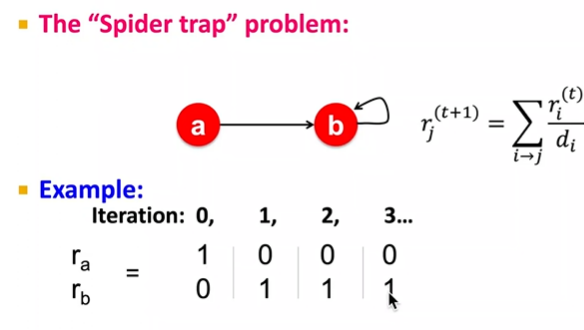 The “Spider trap” problem:
a b
r_j^{(t+1)} = \sum_{i→j} \frac{r_i^{(t)}}{d_i}
Example:
Iteration: 0, 1, 2, 3...
r_a = 1 0 0 0
r_b 0 1 1 1